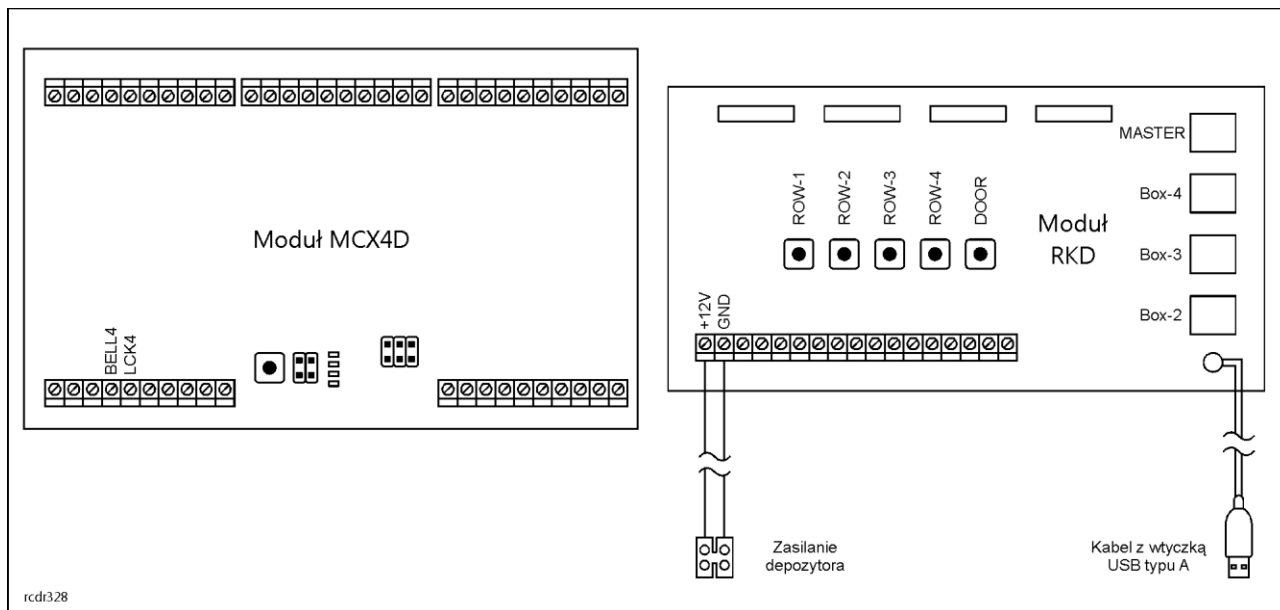 Moduł MCX4D
BELL4
LCK4
MASTER
Box-4
Box-3
Box-2
ROW-1
ROW-2
ROW-3
ROW-4
DOOR
Moduł
RKD
+12V
GND
Zasilanie
depozytora
Kabel z wtyczką
USB typu A
rcdr328